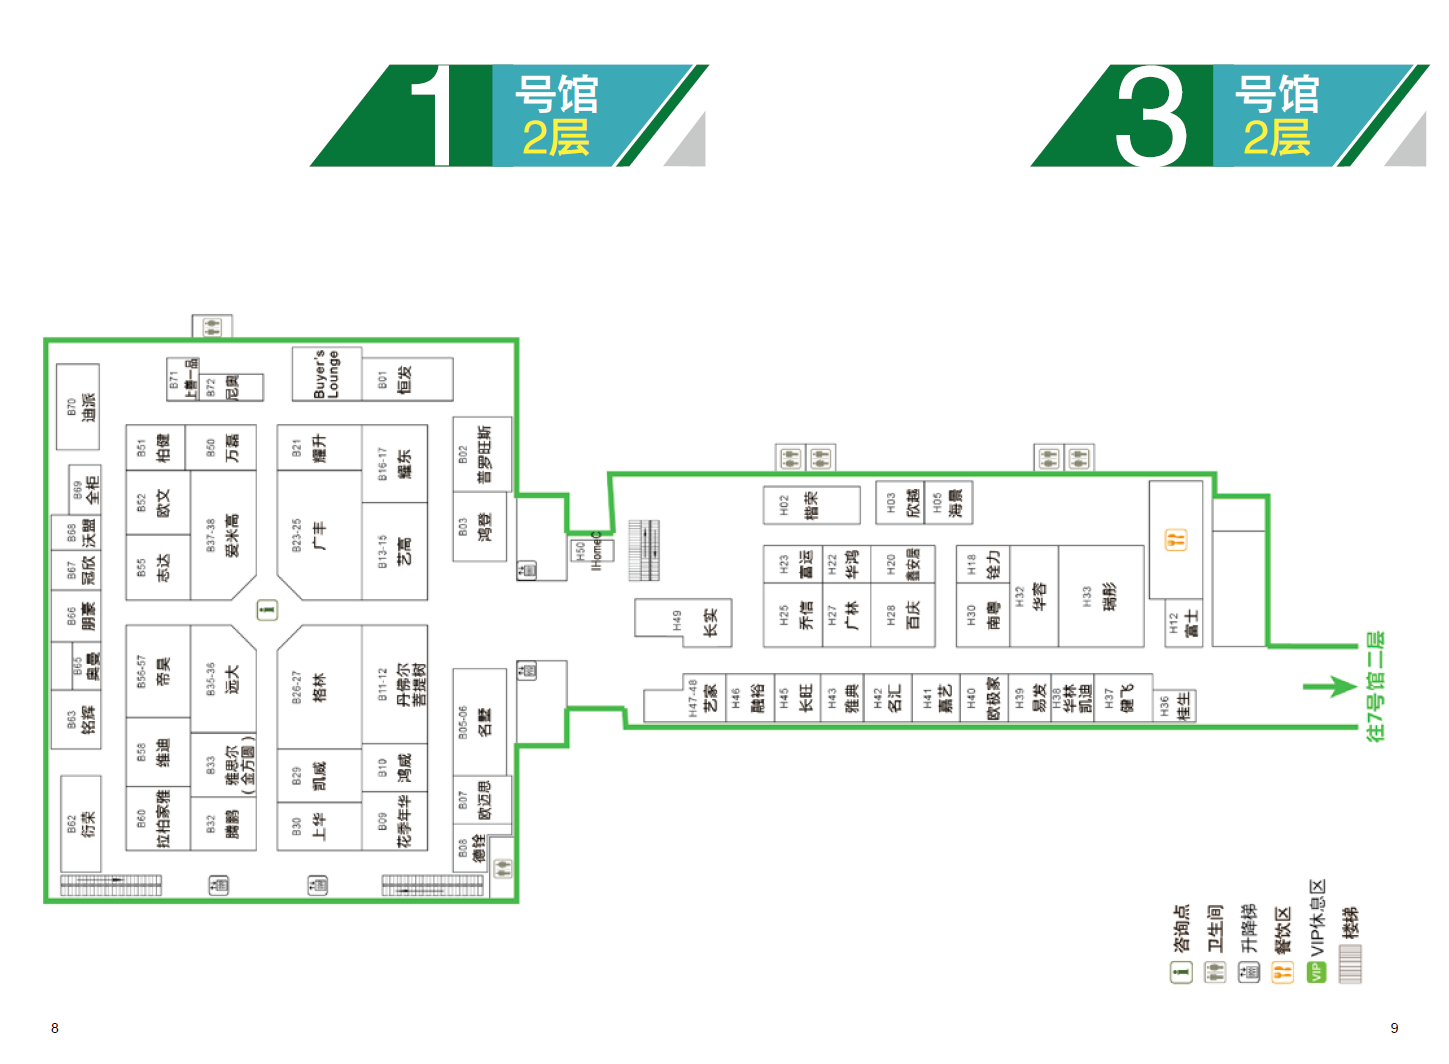 1
号馆
2层
3
号馆
2层
B70
迪派
B71
上善一品
B72
尼奥
Buyer's
Lounge
B01
恒发
B69
全柜
B68
沃盟
B67
冠欣
B66
朋豪
B65
奥曼
B63
铭辉
B62
衍荣
B51
柏健
B50
万磊
B52
欧文
B37-38
爱米高
B55
志达
B21
耀升
B16-17
耀东
B23-25
广丰
B13-15
艺高
B02
普罗旺斯
B03
鸿登
B56-57
帝昊
B35-36
远大
B58
维迪
B33
雅思尔
(金方圆)
B60
拉柏家雅
B32
腾鹏
B26-27
格林
B11-12
丹佛尔
菩提树
B29
凯威
B10
鸿威
B30
上华
B09
花季年华
B05-06
名墅
B07
欧迈思
B08
德铨
H50
IHomeC
H49
长实
H02
楷荣
H03
欣越
H05
海景
H23
富运
H22
华鸿
H20
鑫安居
H25
乔信
H27
广林
H28
百庆
H18
铨力
H30
南粤
H32
华容
H33
瑞彤
H12
富士
H47-48
艺家
H46
融裕
H45
长旺
H43
雅典
H42
名汇
H41
嘉艺
H40
欧极家
H39
易发
H38
华林
凯迪
H37
健飞
H36
桂生
往7号馆二层
咨询点
卫生间
升降梯
餐饮区
VIP
VIP休息区
楼梯
8
9